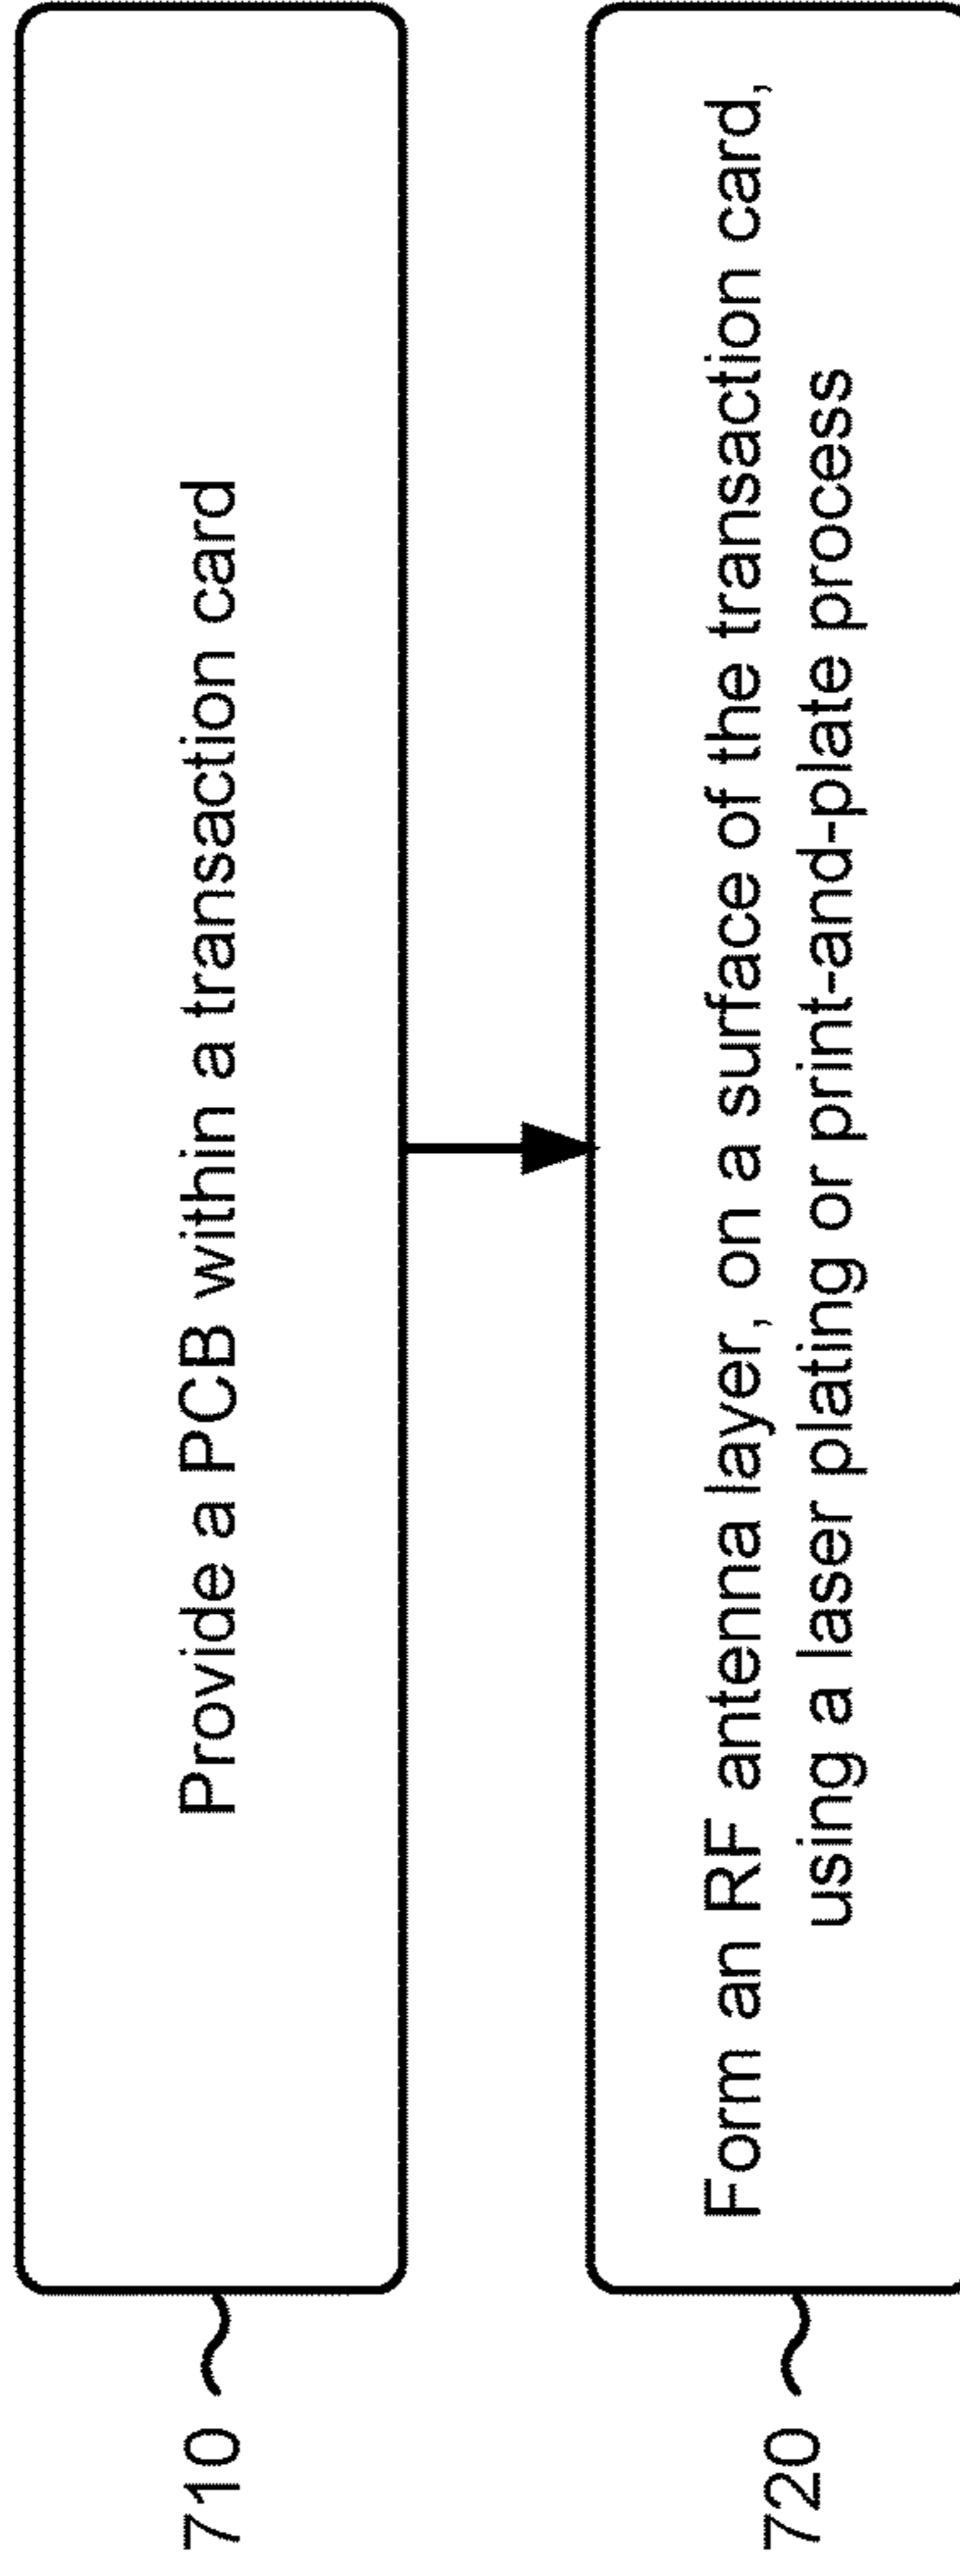 710
Provide a PCB within a transaction card
720
Form an RF antenna layer, on a surface of the transaction card,
using a laser plating or print-and-plate process